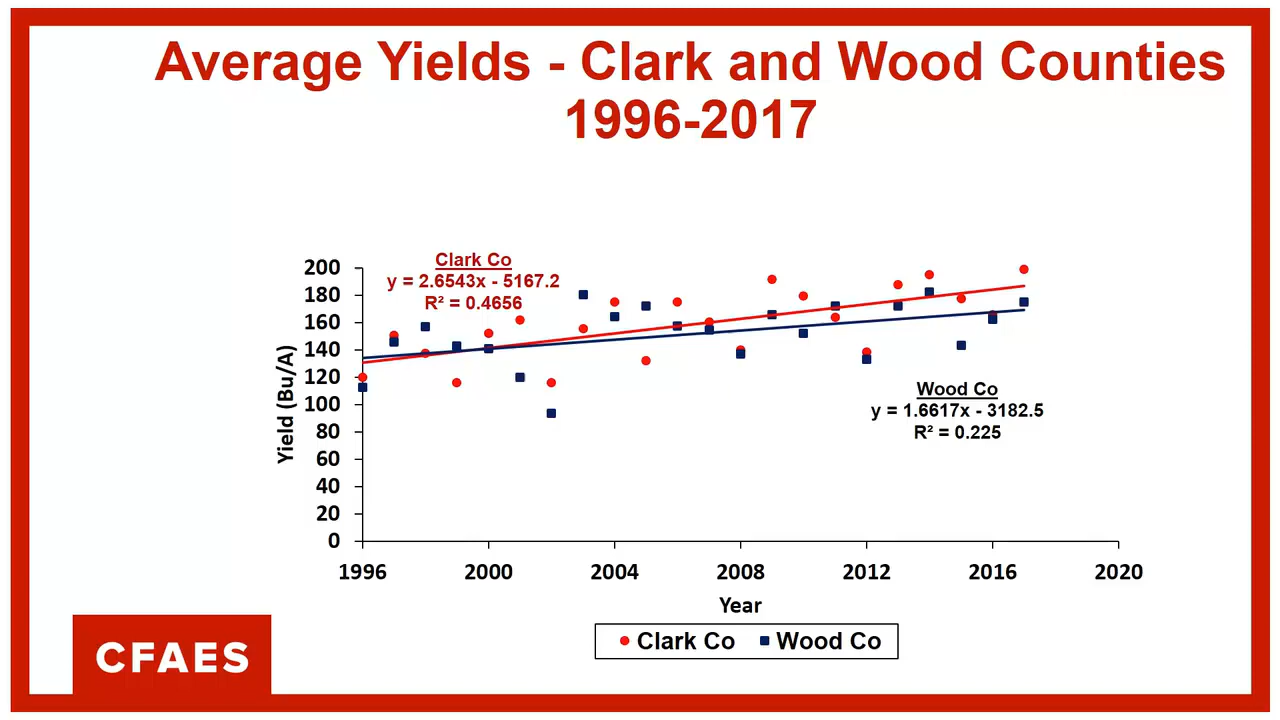 Average Yields - Clark and Wood Counties
1996-2017
Clark Co
y = 2.6543x - 5167.2
R² = 0.4656
Wood Co
y = 1.6617x - 3182.5
R² = 0.225
Yield (Bu/A)
200
180
160
140
120
100
80
60
40
20
0
1996 2000 2004 2008 2012 2016 2020
Year
Clark Co Wood Co
CFAES